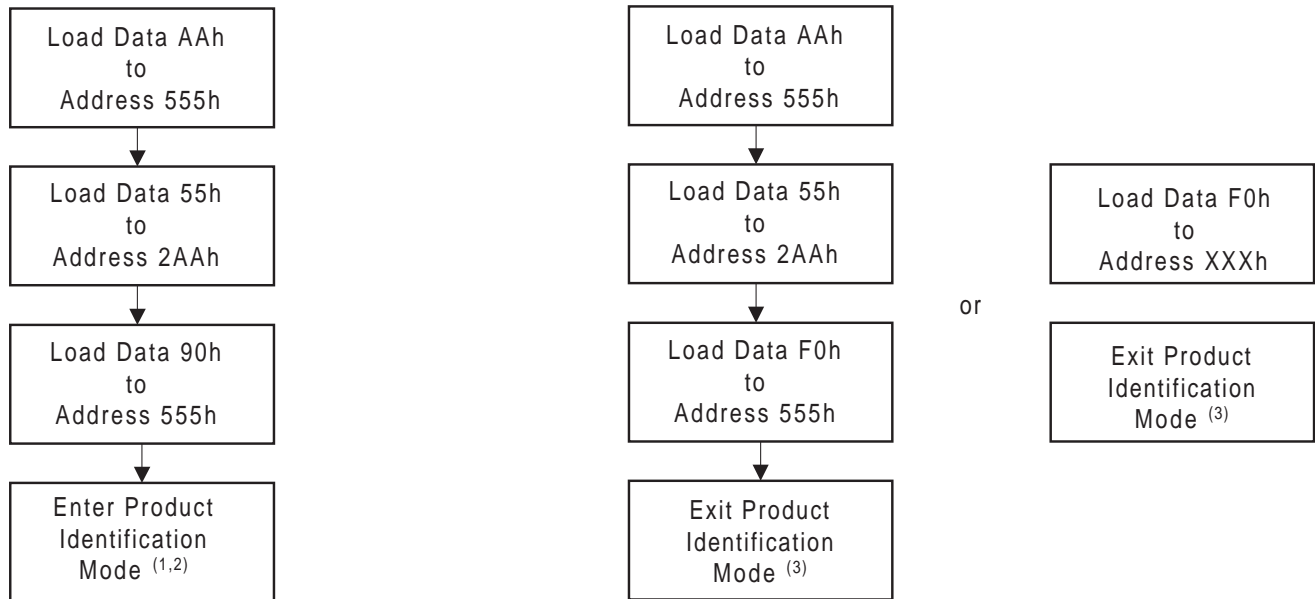 Load Data AAh
to
Address 555h
Load Data 55h
to
Address 2AAh
Load Data 90h
to
Address 555h
Enter Product
Identification
Mode (1,2)
Load Data AAh
to
Address 555h
Load Data 55h
to
Address 2AAh
Load Data F0h
to
Address 555h
Exit Product
Identification
Mode (3)
or
Load Data F0h
to
Address XXXh
Exit Product
Identification
Mode (3)